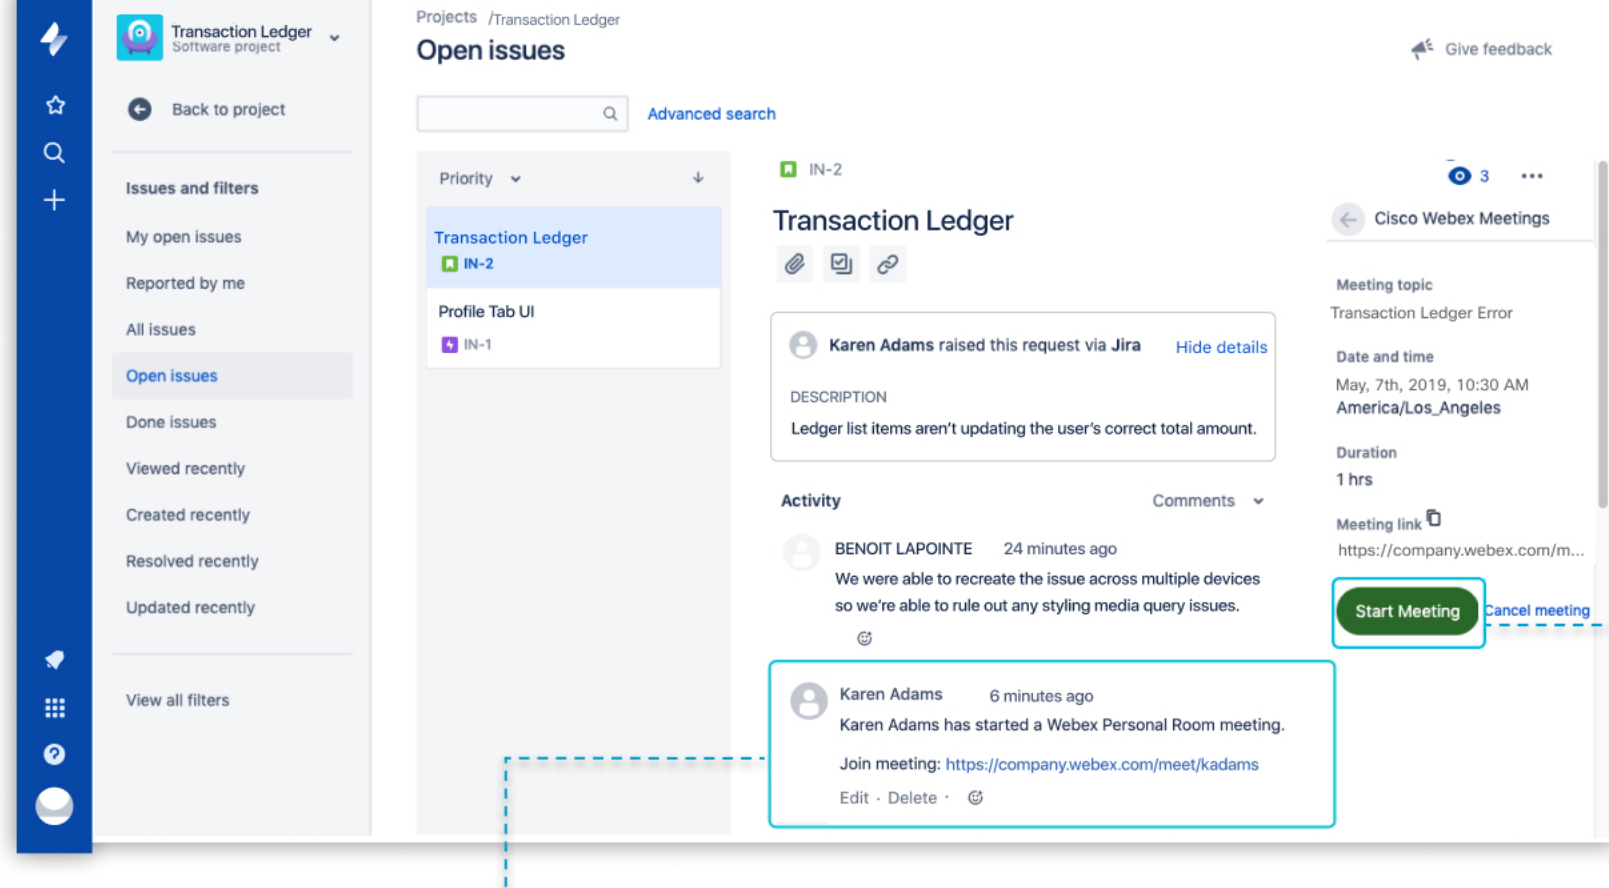 Transaction Ledger
Software project
Back to project
Issues and filters
My open issues
Reported by me
All issues
Open issues
Done issues
Viewed recently
Created recently
Resolved recently
Updated recently
View all filters
Projects /Transaction Ledger
Open issues
Give feedback
Advanced search
Priority
Transaction Ledger
IN-2
Profile Tab UI
IN-1
IN-2
Transaction Ledger
Karen Adams raised this request via Jira Hide details
DESCRIPTION
Ledger list items aren't updating the user's correct total amount.
Activity
Comments
BENOIT LAPOINTE 24 minutes ago
We were able to recreate the issue across multiple devices
so we're able to rule out any styling media query issues.
Karen Adams 6 minutes ago
Karen Adams has started a Webex Personal Room meeting.
Join meeting: https://company.webex.com/meet/kadams
Edit · Delete ·
3
Cisco Webex Meetings
Meeting topic
Transaction Ledger Error
Date and time
May, 7th, 2019, 10:30 AM
America/Los_Angeles
Duration
1 hrs
Meeting link
https://company.webex.com/m...
Start Meeting
Cancel meeting